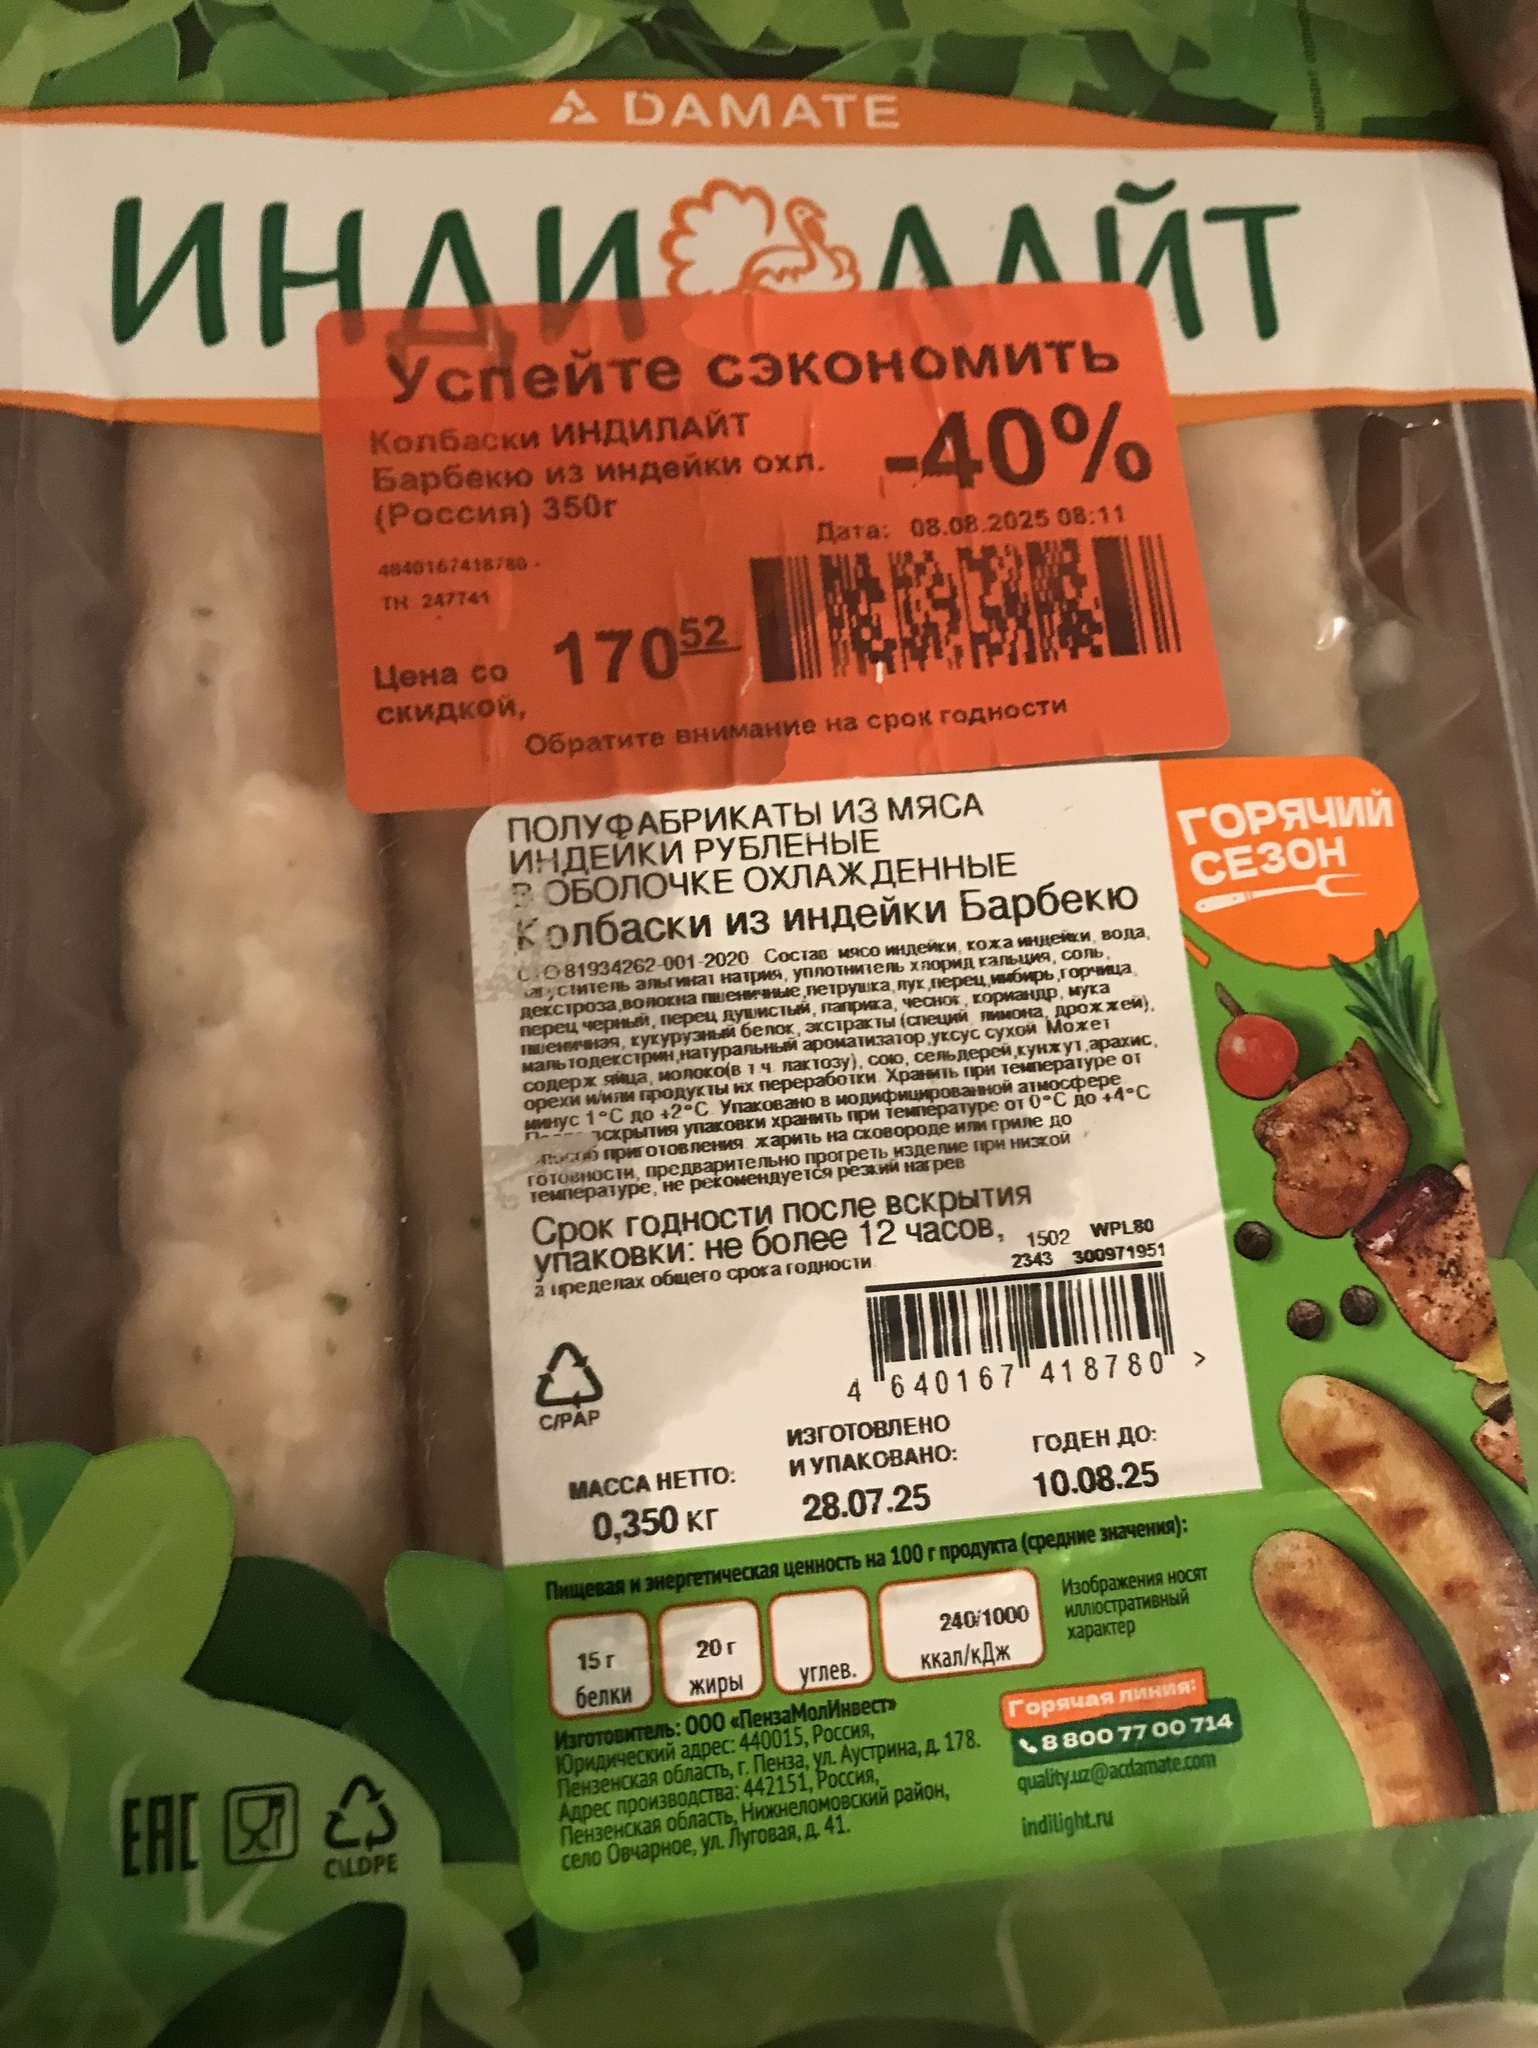 DAMATE
ИНДИЛАЙТ
Успейте сэкономить
Колбаски ИНДИЛАЙТ
Барбекю из индейки охл.
(Россия) 350г
-40%
Дата: 08.08.2025 08:11
4640167418780 -
ТН 247741
Цена со
скидкой,
170 52
Обратите внимание на срок годности
ПОЛУФАБРИКАТЫ ИЗ МЯСА
ИНДЕЙКИ РУБЛЕНЫЕ
В ОБОЛОЧКЕ ОХЛАЖДЕННЫЕ
Колбаски из индейки Барбекю
СТО 81934262-001-2020 Состав мясо индейки, кожа индейки, вода,
загуститель альгинат натрия, уплотнитель хлорид кальция, соль,
декстроза,волокна пшеничные,петрушка,лук,перец,имбирь,горчица,
перец черный, перец душистый, паприка, чеснок, кориандр, мука
пшеничная, кукурузный белок, экстракты (специй, лимона, дрожжей),
мальтодекстрин,натуральный ароматизатор,уксус сухой Может
содерж яйца, молоко(в т.ч. лактозу), сою, сельдерей,кунжут,арахис,
орехи и/или продукты их переработки Хранить при температуре от
минус 1°С до +2°С Упаковано в модифицированной атмосфере
После вскрытия упаковки хранить при температуре от 0°С до +4°С
Способ приготовления: жарить на сковороде или гриле до
готовности, предварительно прогреть изделие при низкой
температуре, не рекомендуется резкий нагрев
Срок годности после вскрытия
упаковки: не более 12 часов,
в пределах общего срока годности
1502 WPL80
2343 300971951
4 640167 418780 >
C/PAP
МАССА НЕТТО:
0,350 кг
ИЗГОТОВЛЕНО
И УПАКОВАНО:
28.07.25
ГОДЕН ДО:
10.08.25
ГОРЯЧИЙ
СЕЗОН
Пищевая и энергетическая ценность на 100 г продукта (средние значения):
15 г
белки
20 г
жиры
углев.
240/1000
ккал/кДж
Изображения носят
иллюстративный
характер
Изготовитель: ООО «ПензаМолИнвест»
Юридический адрес: 440015, Россия,
Пензенская область, г. Пенза, ул. Аустрина, д. 178.
Адрес производства: 442151, Россия,
Пензенская область, Нижнеломовский район,
село Овчарное, ул. Луговая, д. 41.
Горячая линия:
8 800 77 00 714
quality.uz@acdamate.com
indilight.ru
EAC
C\LDPE